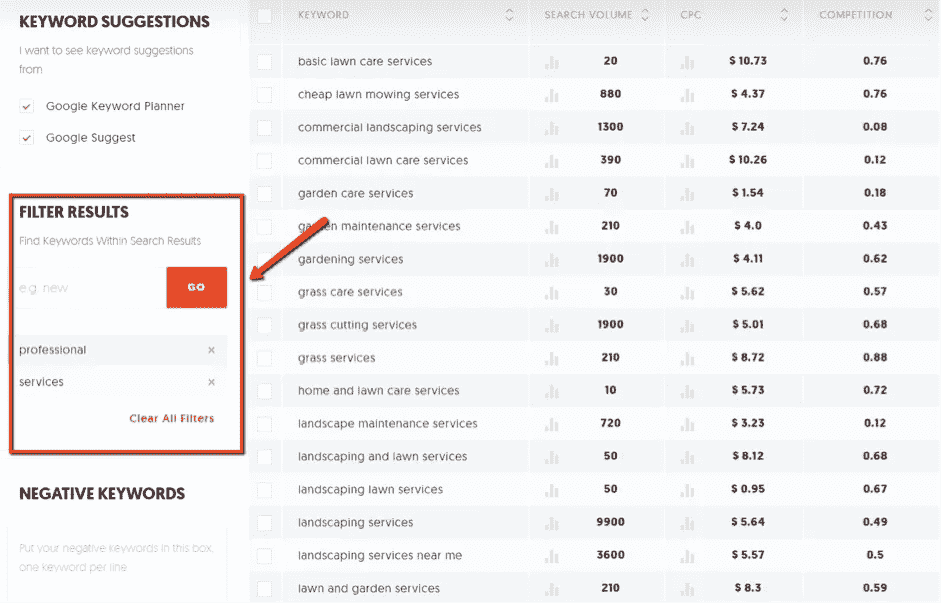 KEYWORD SUGGESTIONS
I want to see keyword suggestions
from
Google Keyword Planner
Google Suggest
FILTER RESULTS
Find Keywords Within Search Results
e.g. new
GO
professional ×
services ×
Clear All Filters
NEGATIVE KEYWORDS
Put your negative keywords in this box,
one keyword per line
KEYWORD SEARCH VOLUME CPC COMPETITION
basic lawn care services 20 $ 10.73 0.76
cheap lawn mowing services 880 $ 4.37 0.76
commercial landscaping services 1300 $ 7.24 0.08
commercial lawn care services 390 $ 10.26 0.12
garden care services 70 $ 1.54 0.18
garden maintenance services 210 $ 4.0 0.43
gardening services 1900 $ 4.11 0.62
grass care services 30 $ 5.62 0.57
grass cutting services 1900 $ 5.01 0.68
grass services 210 $ 8.72 0.88
home and lawn care services 10 $ 5.73 0.72
landscape maintenance services 720 $ 3.23 0.12
landscaping and lawn services 50 $ 8.12 0.68
landscaping lawn services 50 $ 0.95 0.67
landscaping services 9900 $ 5.64 0.49
landscaping services near me 3600 $ 5.57 0.5
lawn and garden services 210 $ 8.3 0.59